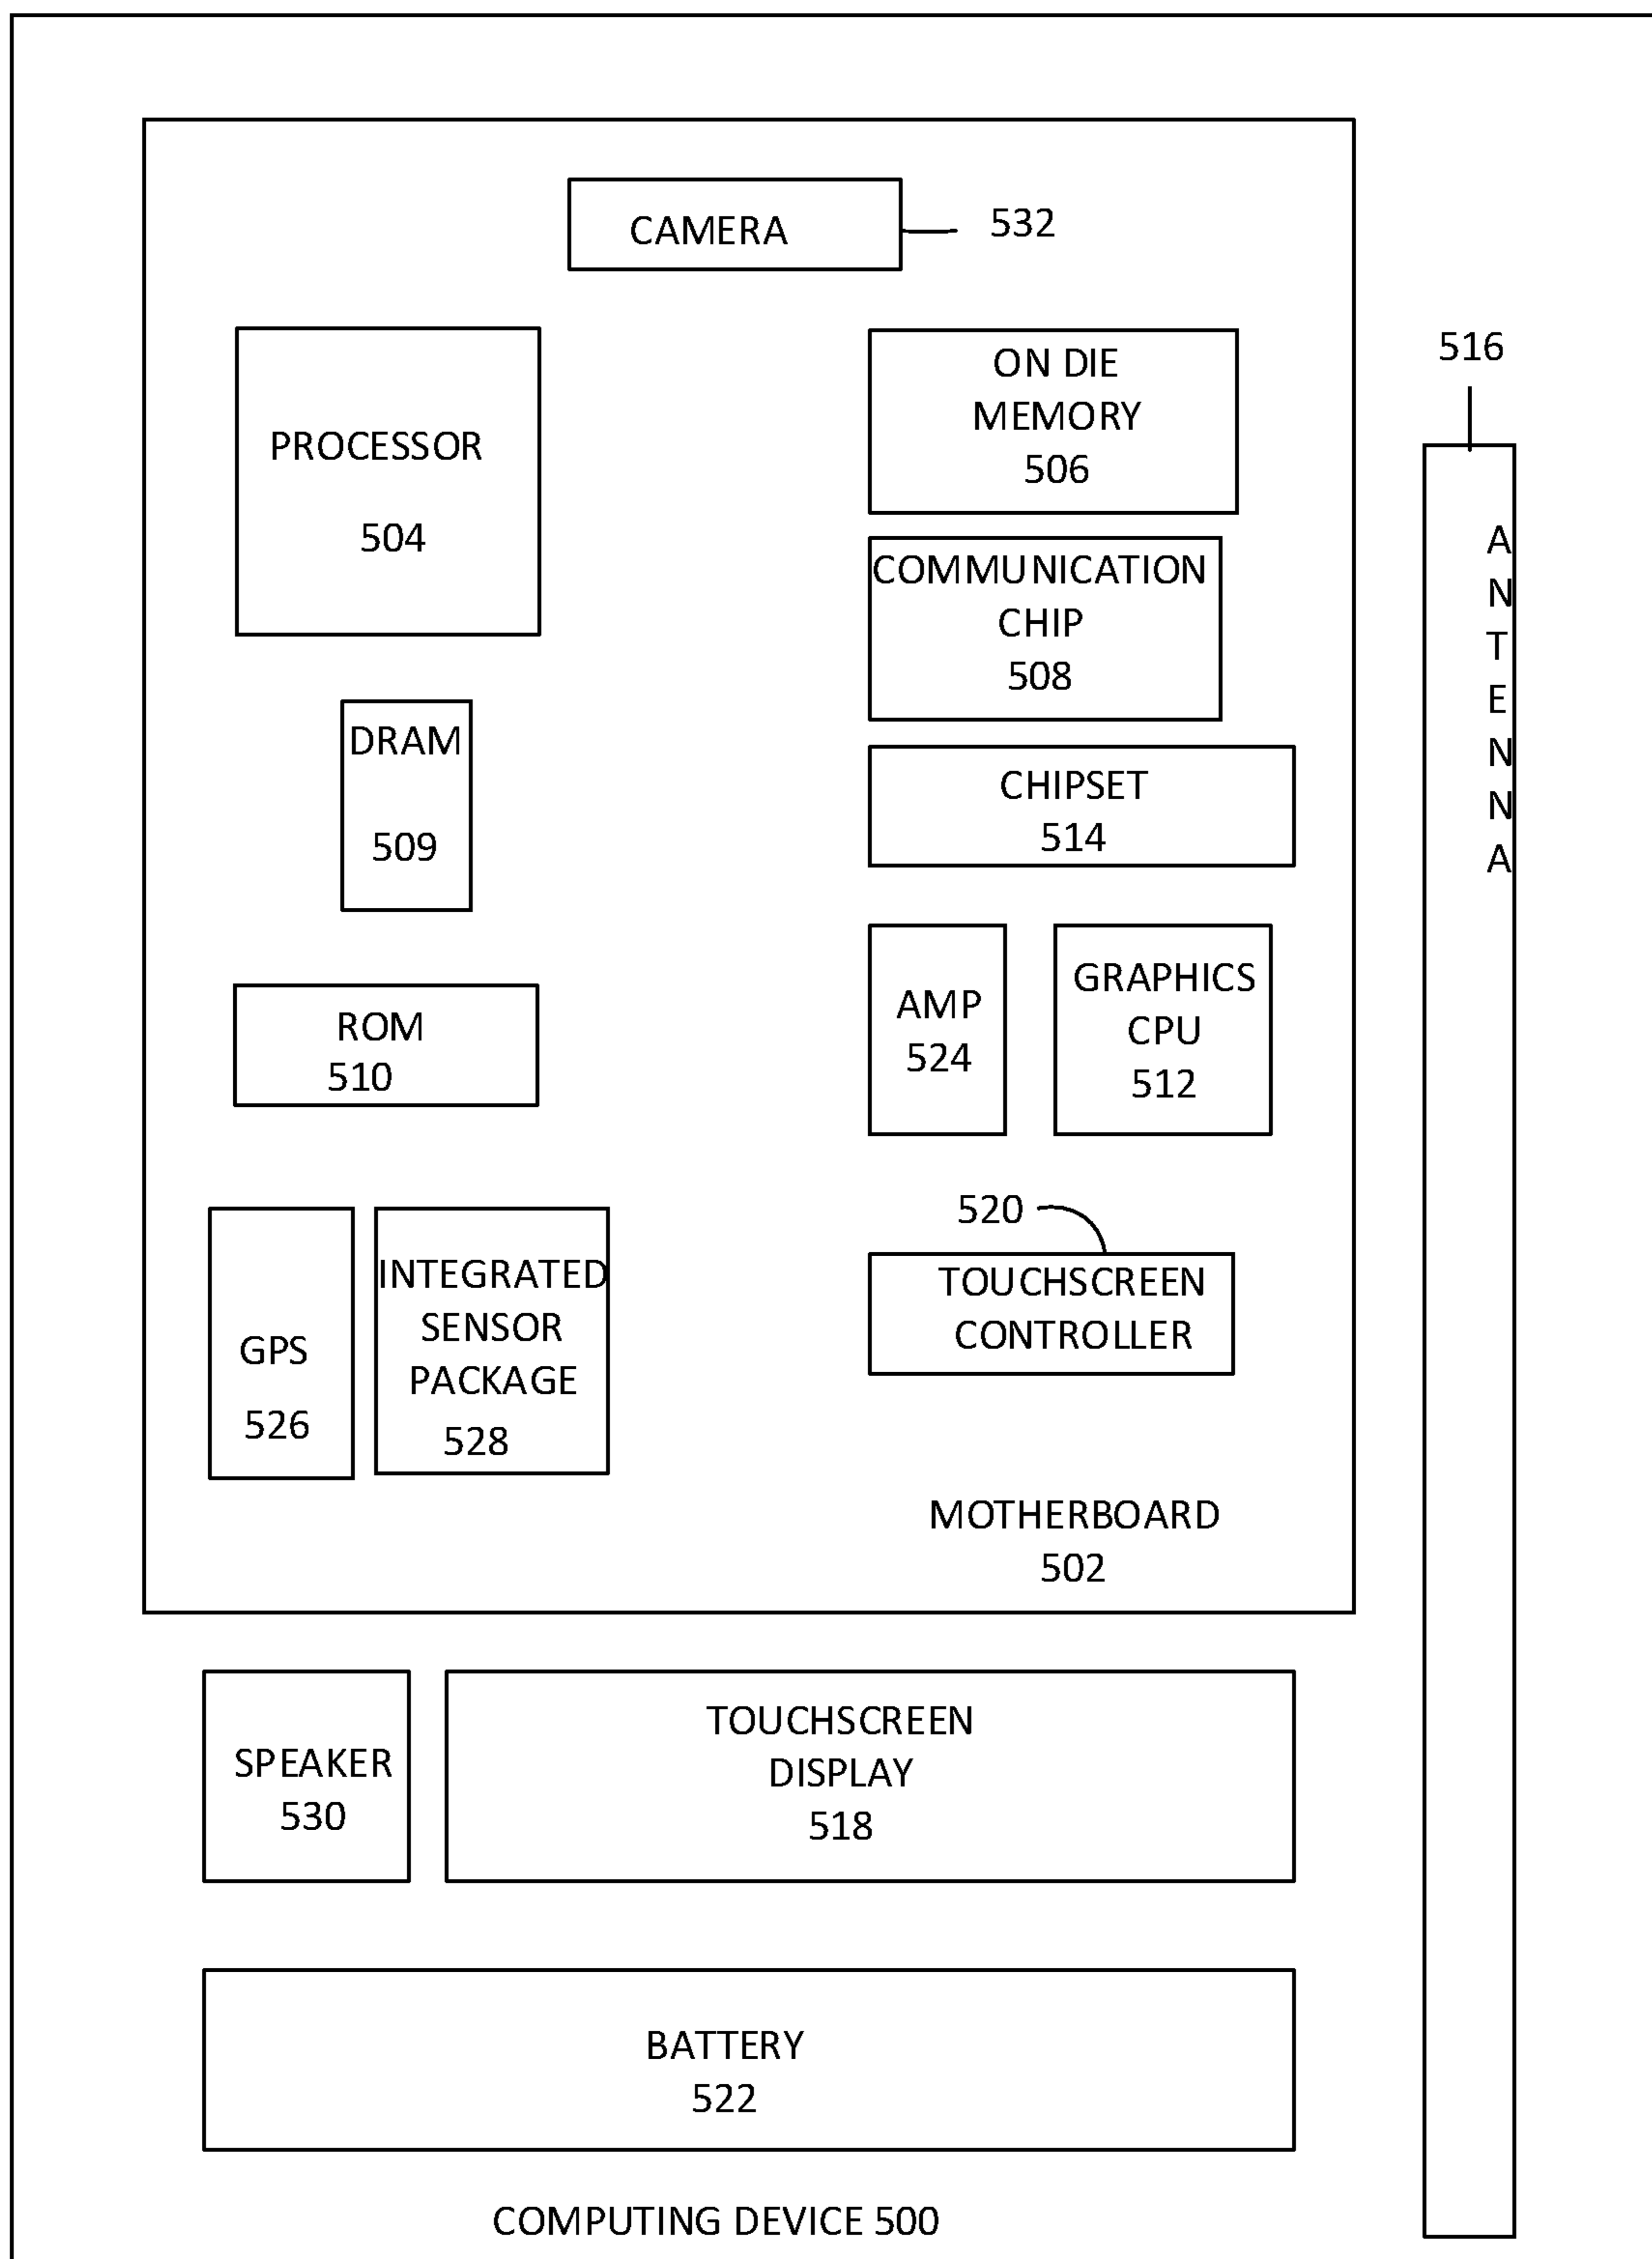 CAMERA
532
PROCESSOR
504
ON DIE
MEMORY
506
516
COMMUNICATION
CHIP
508
ANTENNA
DRAM
509
CHIPSET
514
ROM
510
AMP
524
GRAPHICS
CPU
512
GPS
526
INTEGRATED
SENSOR
PACKAGE
528
520
TOUCHSCREEN
CONTROLLER
MOTHERBOARD
502
SPEAKER
530
TOUCHSCREEN
DISPLAY
518
BATTERY
522
COMPUTING DEVICE 500